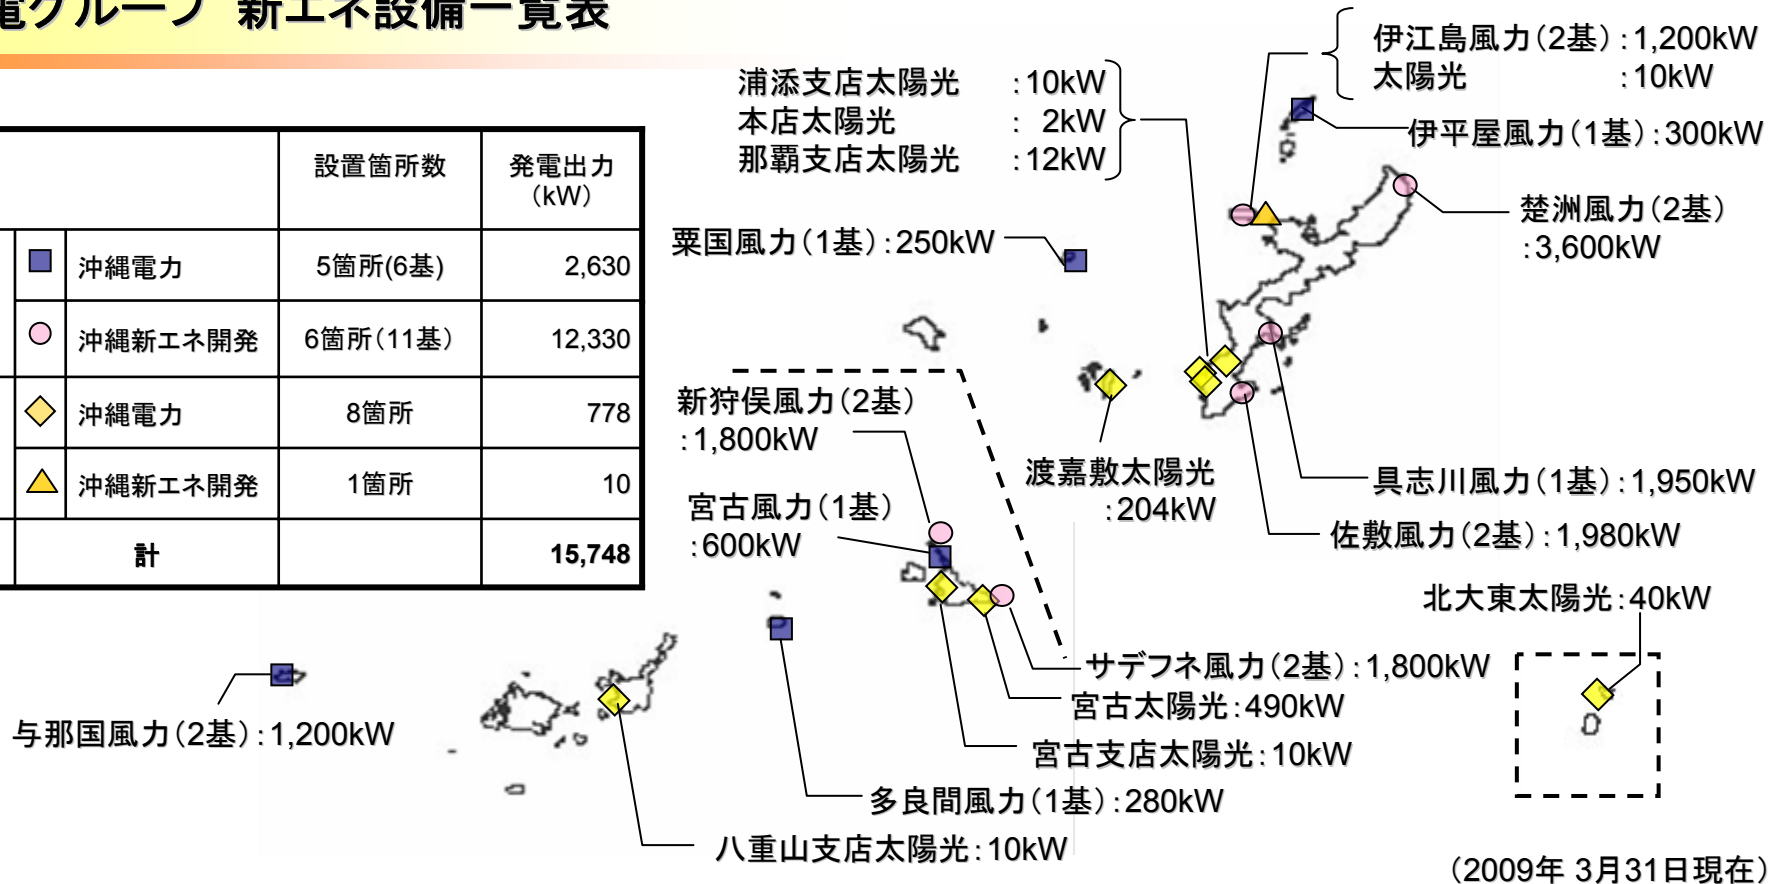 電グループ 新エネ設備一覧表
設置箇所数 発電出力
(kW)
沖縄電力 5箇所(6基) 2,630
沖縄新エネ開発 6箇所(11基) 12,330
沖縄電力 8箇所 778
沖縄新エネ開発 1箇所 10
計 15,748
浦添支店太陽光 :10kW
本店太陽光 : 2kW
那覇支店太陽光 :12kW
伊江島風力(2基):1,200kW
太陽光 :10kW
伊平屋風力(1基):300kW
楚洲風力(2基)
:3,600kW
粟国風力(1基):250kW
新狩俣風力(2基)
:1,800kW
渡嘉敷太陽光
:204kW
具志川風力(1基):1,950kW
佐敷風力(2基):1,980kW
宮古風力(1基)
:600kW
北大東太陽光:40kW
サデフネ風力(2基):1,800kW
宮古太陽光:490kW
宮古支店太陽光:10kW
与那国風力(2基):1,200kW
多良間風力(1基):280kW
八重山支店太陽光:10kW
(2009年 3月31日現在)